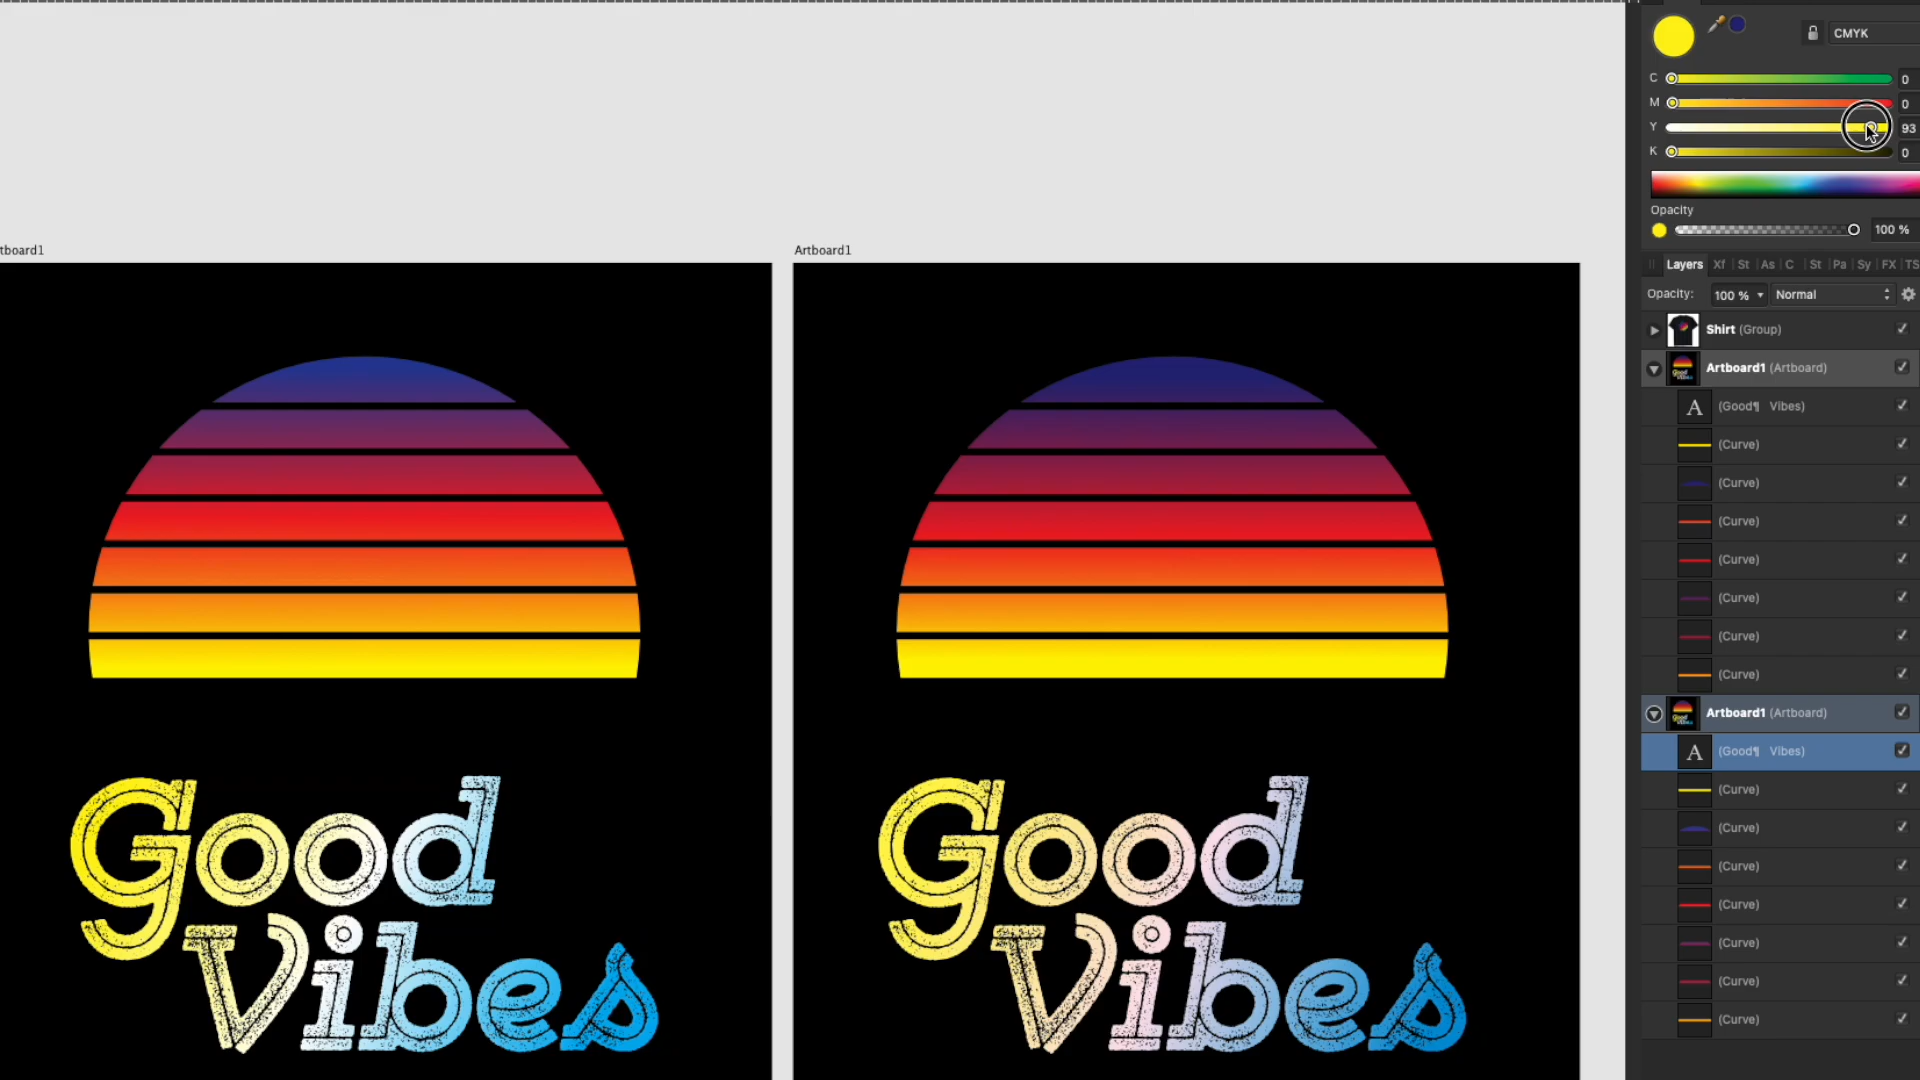 CMYK
C 0
M 0
Y 93
K 0
Opacity
100 %
Layers Xf St As C St Pa Sy FX TS
Opacity: 100 % Normal
Shirt (Group)
Artboard1 (Artboard)
A (Good¶ Vibes)
(Curve)
(Curve)
(Curve)
(Curve)
(Curve)
(Curve)
(Curve)
Artboard1 (Artboard)
A (Good¶ Vibes)
(Curve)
(Curve)
(Curve)
(Curve)
(Curve)
(Curve)
(Curve)
tboard1
Good
Vibes
Artboard1
Good
Vibes